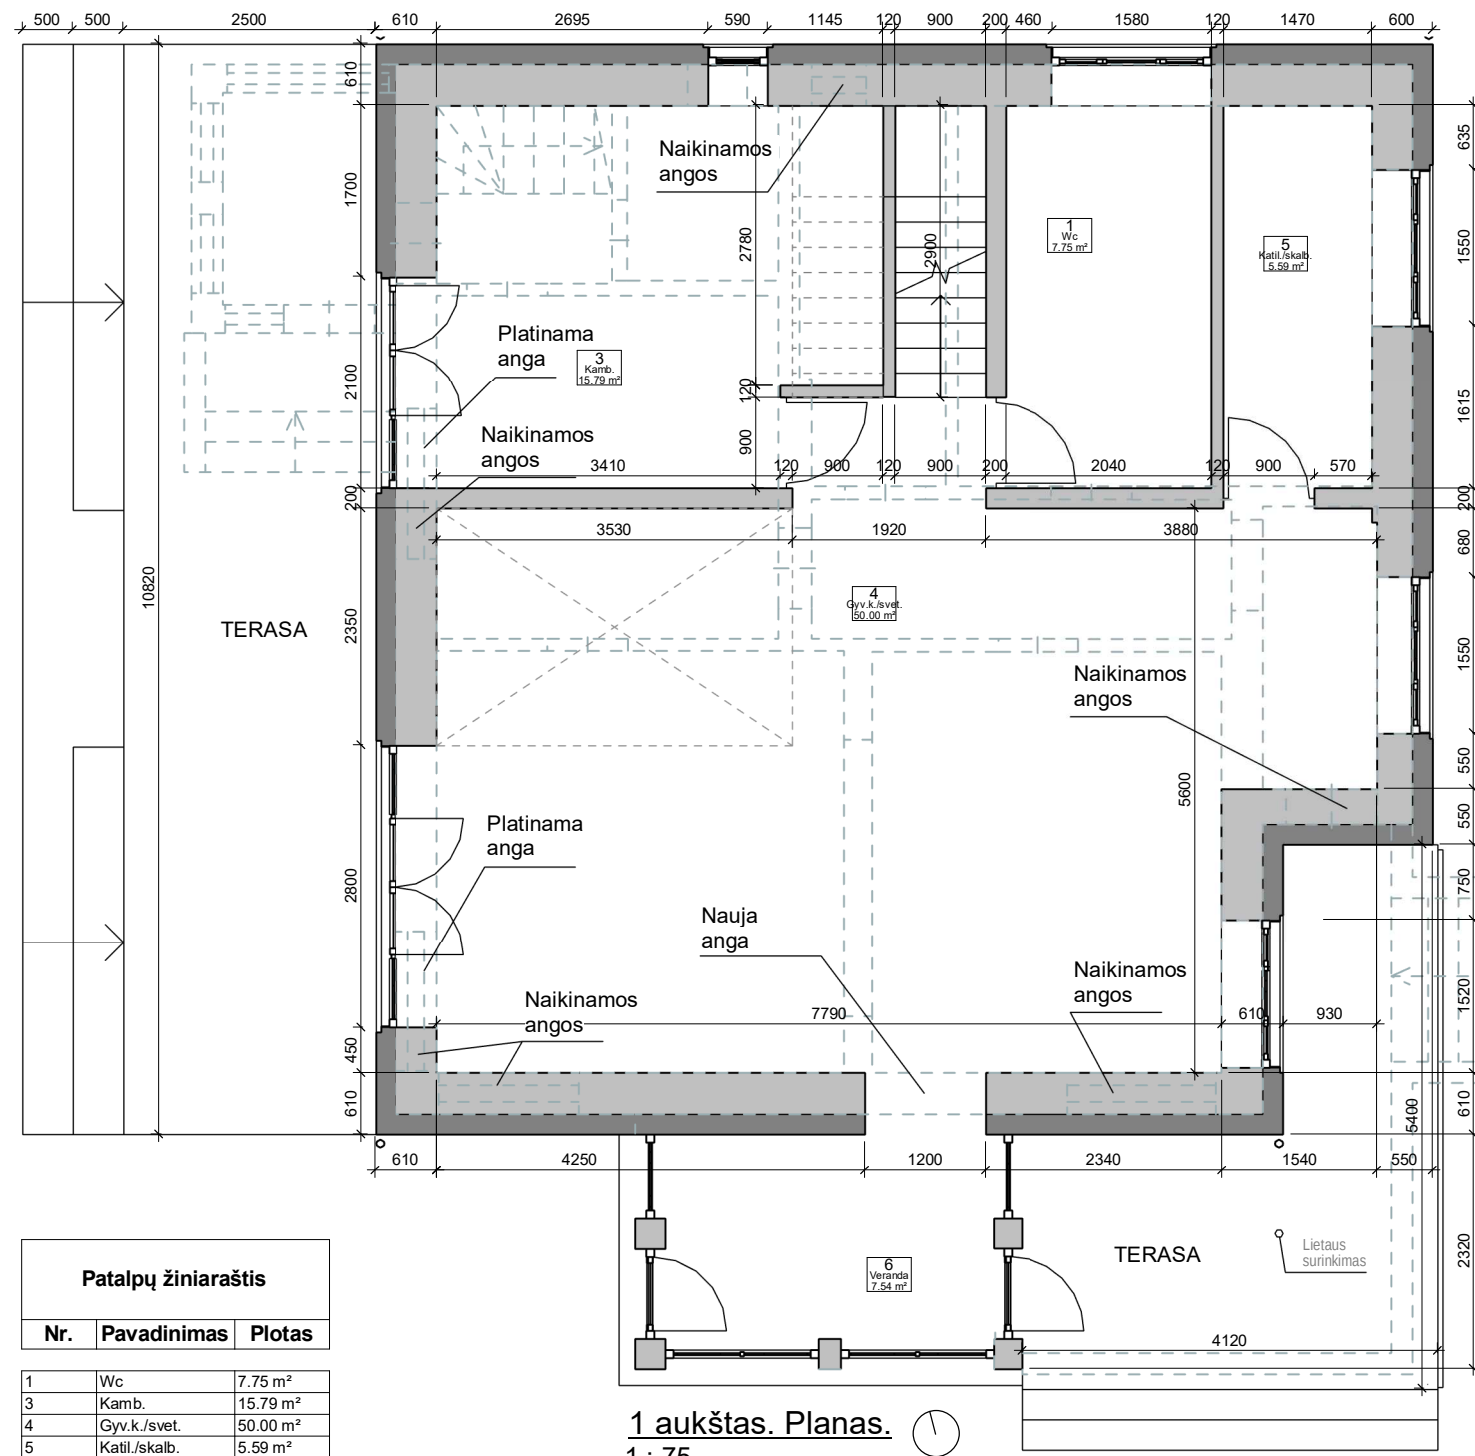 500 500 2500 610 2695 590 1145 120 900 200 460 1580 120 1470 600
610
635
Naikinamos
angos
1700
2780
2900
1
Wc
7.75 m²
5
Katil./skalb.
5.59 m²
1550
Platinama
anga
3
Kamb.
15.79 m²
2100
120
1615
900
Naikinamos
angos
3410 120 900 120 900 200 2040 120 900 570
200
200
3530 1920 3880
680
10820
4
Gyv.k./svet.
50.00 m²
TERASA
2350
1550
Naikinamos
angos
550
5600
550
Platinama
anga
2800
750
Nauja
anga
Naikinamos
angos
1520
Naikinamos
angos
7790 610 930
450
610
610
5400
610 4250 1200 2340 1540 550
2320
TERASA
Lietaus
surinkimas
6
Veranda
7.54 m²
4120
Patalpų žiniaraštis
Nr. Pavadinimas Plotas
1 Wc 7.75 m²
3 Kamb. 15.79 m²
4 Gyv.k./svet. 50.00 m²
5 Katil./skalb. 5.59 m²
1 aukštas. Planas.
1 : 75